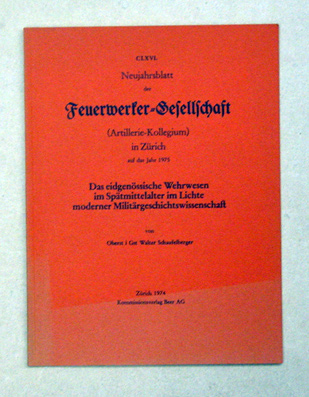 CLXVI.
Neujahrsblatt
der
Feuerwerker=Gesellschaft
(Artillerie-Kollegium)
in Zürich
auf das Jahr 1975
Das eidgenössische Wehrwesen
im Spätmittelalter im Lichte
moderner Militärgeschichtswissenschaft
von
Oberst i Gst Walter Schaufelberger
Zürich 1974
Kommissionsverlag Beer AG